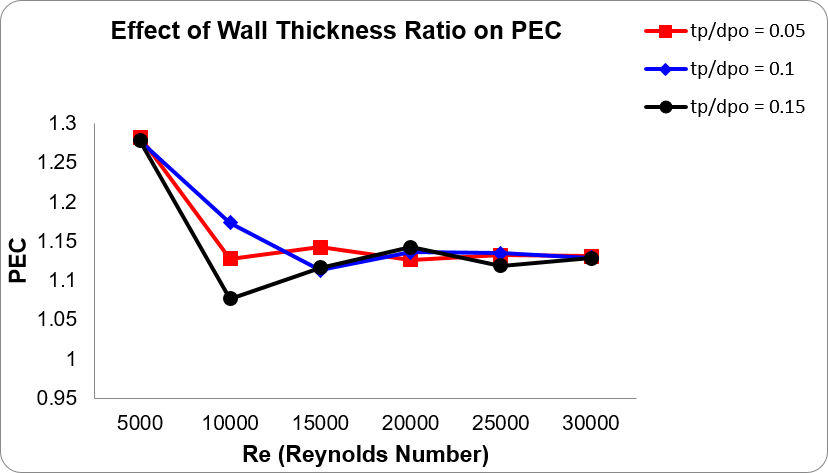 Effect of Wall Thickness Ratio on PEC
tp/dpo = 0.05
tp/dpo = 0.1
tp/dpo = 0.15
1.3
1.25
1.2
1.15
1.1
1.05
1
0.95
PEC
5000 10000 15000 20000 25000 30000
Re (Reynolds Number)